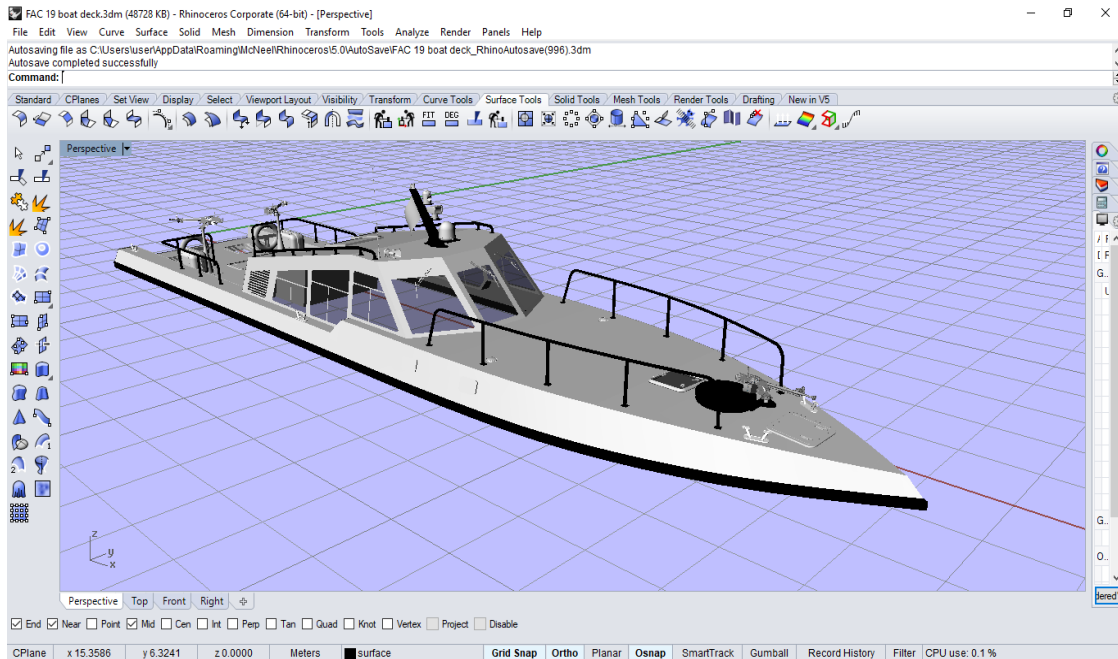 FAC 19 boat deck.3dm (48728 KB) - Rhinoceros Corporate (64-bit) - [Perspective]
File Edit View Curve Surface Solid Mesh Dimension Transform Tools Analyze Render Panels Help
Autosaving file as C:\Users\user\AppData\Roaming\McNeel\Rhinoceros\5.0\AutoSave\FAC 19 boat deck_RhinoAutosave(996).3dm
Autosave completed successfully
Command:
Standard CPlanes Set View Display Select Viewport Layout Visibility Transform Curve Tools Surface Tools Solid Tools Mesh Tools Render Tools Drafting New in V5
FIT DEG
Perspective
G..
G..
O..
z
y
x
dered
Perspective Top Front Right
End Near Point Mid Cen Int Perp Tan Quad Knot Vertex Project Disable
CPlane x 15.3586 y 6.3241 z 0.0000 Meters surface Grid Snap Ortho Planar Osnap SmartTrack Gumball Record History Filter CPU use: 0.1 %